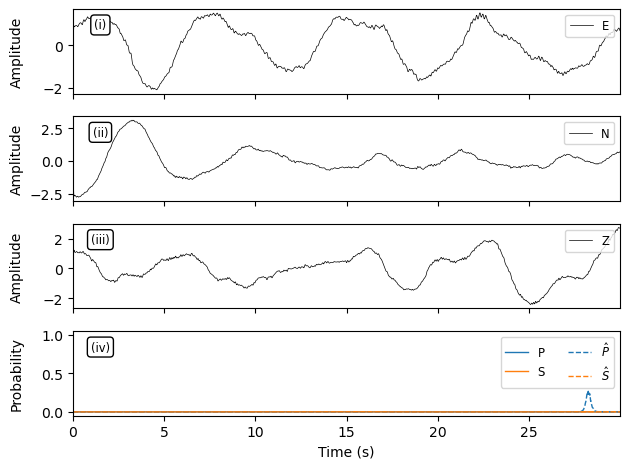 (i)
E
Amplitude
0
−2
(ii)
N
Amplitude
2.5
0.0
−2.5
(iii)
Z
Amplitude
2
0
−2
(iv)
P
P̂
S
Ŝ
Probability
1.0
0.5
0.0
0 5 10 15 20 25
Time (s)